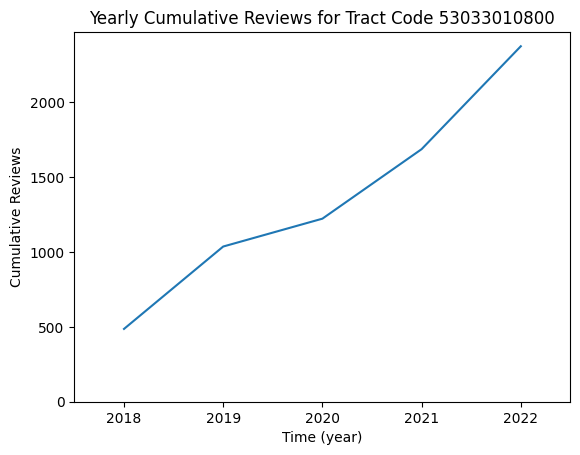 Yearly Cumulative Reviews for Tract Code 53033010800
Cumulative Reviews
2000
1500
1000
500
0
2018 2019 2020 2021 2022
Time (year)